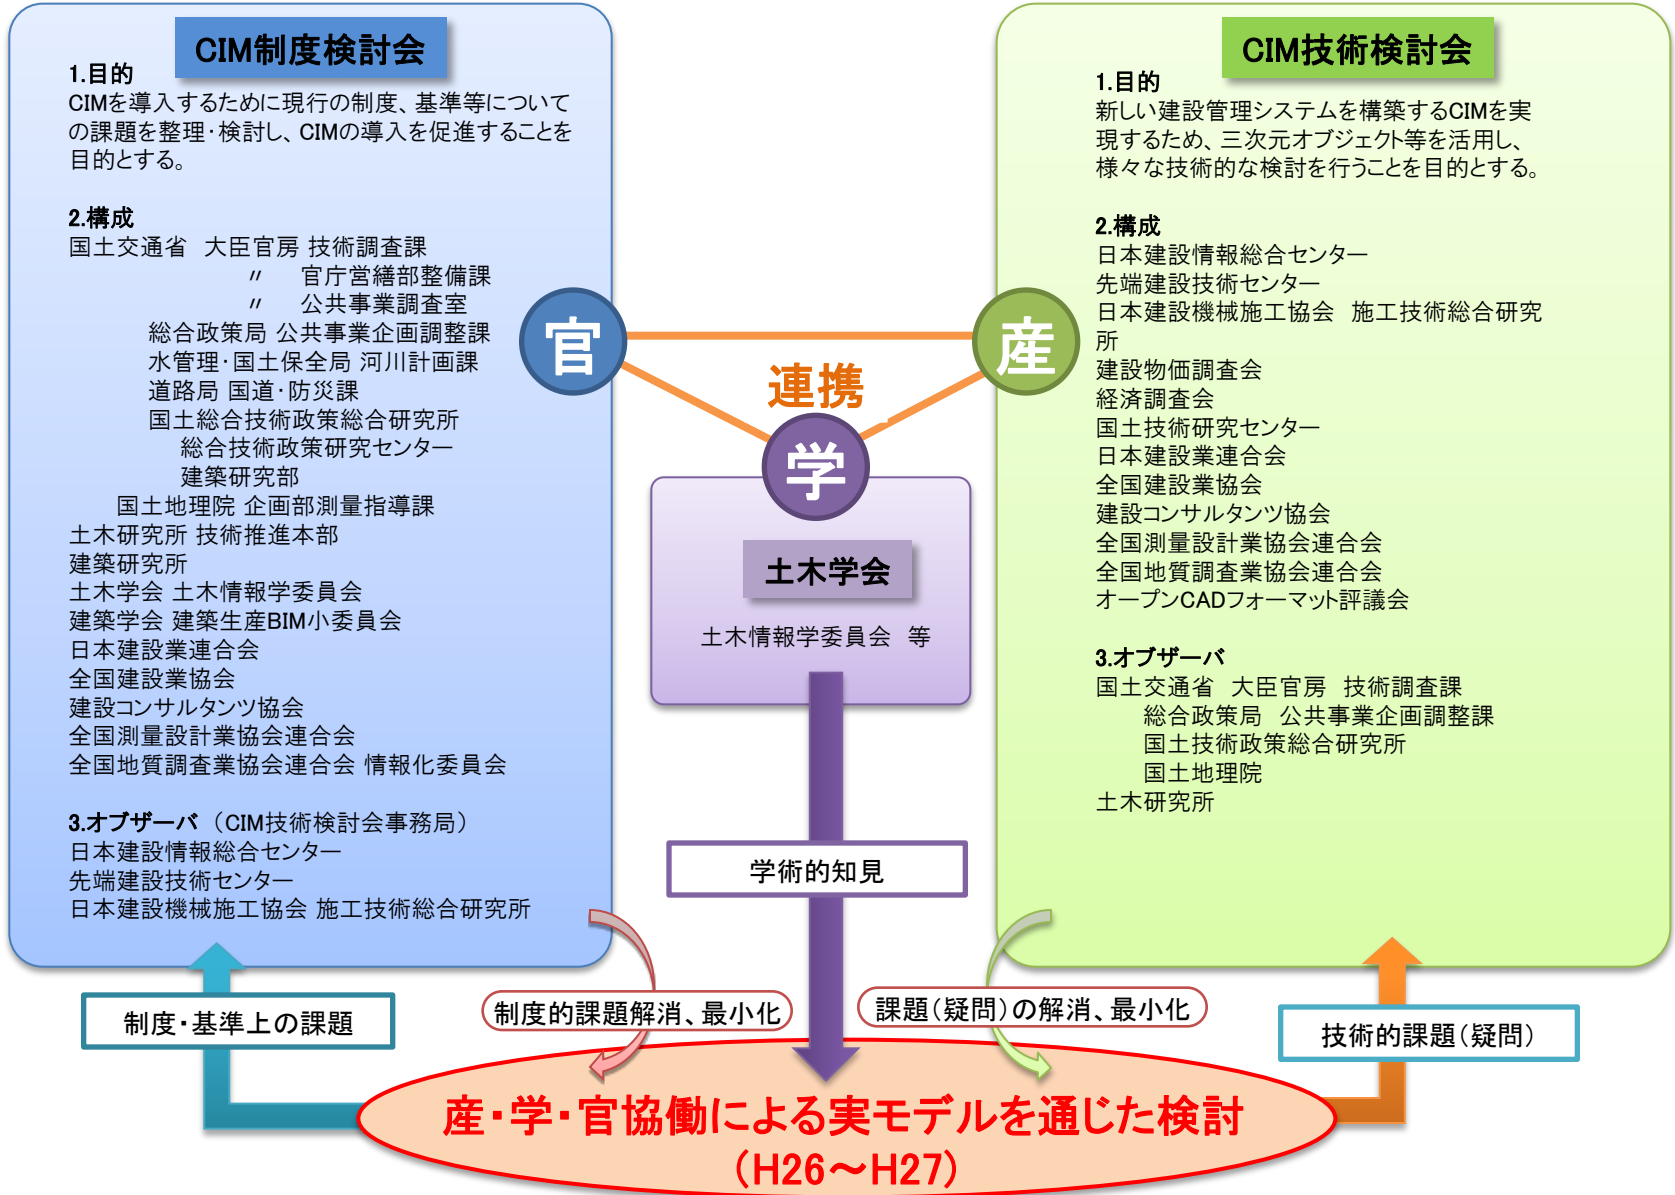 CIM制度検討会
1.目的
CIMを導入するために現行の制度、基準等について
の課題を整理・検討し、CIMの導入を促進することを
目的とする。
2.構成
国土交通省　大臣官房 技術調査課
〃　官庁営繕部整備課
〃　公共事業調査室
総合政策局 公共事業企画調整課
水管理・国土保全局 河川計画課
道路局 国道・防災課
国土総合技術政策総合研究所
総合技術政策研究センター
建築研究部
国土地理院 企画部測量指導課
土木研究所 技術推進本部
建築研究所
土木学会 土木情報学委員会
建築学会 建築生産BIM小委員会
日本建設業連合会
全国建設業協会
建設コンサルタンツ協会
全国測量設計業協会連合会
全国地質調査業協会連合会 情報化委員会
3.オブザーバ（CIM技術検討会事務局）
日本建設情報総合センター
先端建設技術センター
日本建設機械施工協会 施工技術総合研究所
官
連携
産
学
土木学会
土木情報学委員会　等
学術的知見
CIM技術検討会
1.目的
新しい建設管理システムを構築するCIMを実
現するため、三次元オブジェクト等を活用し、
様々な技術的な検討を行うことを目的とする。
2.構成
日本建設情報総合センター
先端建設技術センター
日本建設機械施工協会　施工技術総合研究
所
建設物価調査会
経済調査会
国土技術研究センター
日本建設業連合会
全国建設業協会
建設コンサルタンツ協会
全国測量設計業協会連合会
全国地質調査業協会連合会
オープンCADフォーマット評議会
3.オブザーバ
国土交通省　大臣官房　技術調査課
総合政策局　公共事業企画調整課
国土技術政策総合研究所
国土地理院
土木研究所
制度・基準上の課題
制度的課題解消、最小化
課題（疑問）の解消、最小化
技術的課題（疑問）
産・学・官協働による実モデルを通じた検討
（H26～H27）